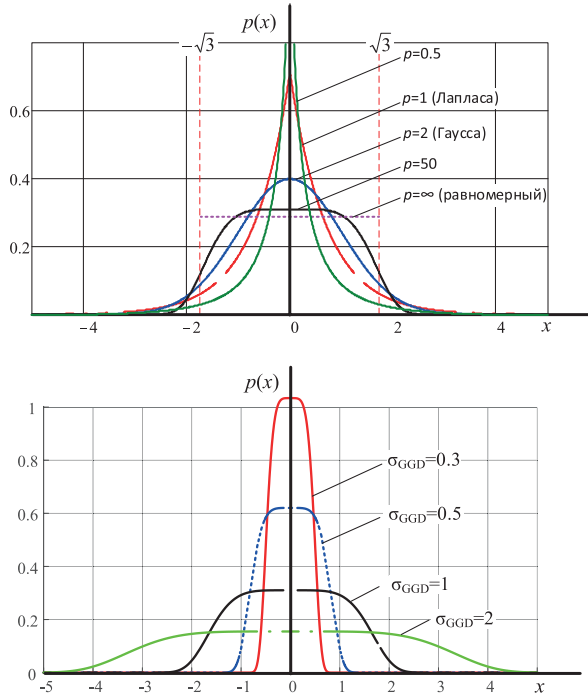 p(x)
−√3 √3
p=0.5
0.6
p=1 (Лапласа)
p=2 (Гаусса)
0.4
p=50
p=∞ (равномерный)
0.2
−4 −2 0 2 4 x
p(x)
1
0.8
σGGD=0.3
0.6
σGGD=0.5
0.4
σGGD=1
0.2
σGGD=2
0
-5 -4 -3 -2 -1 0 1 2 3 4 x